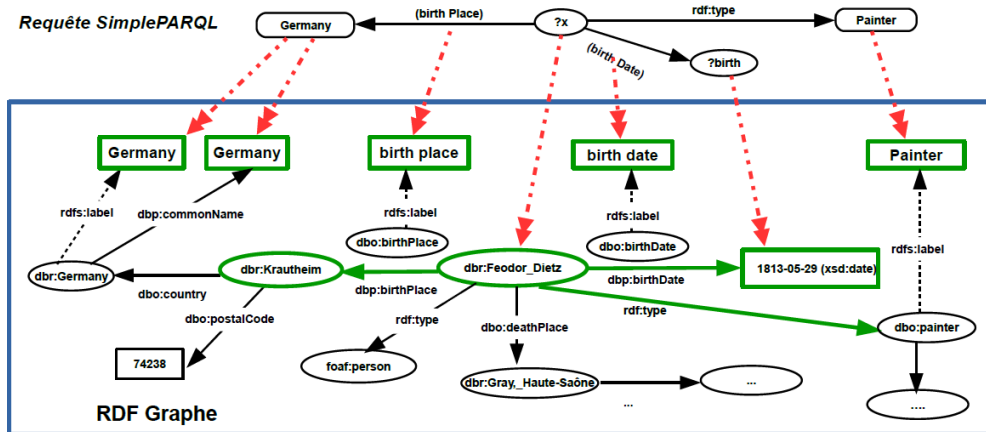 Requête SimplePARQL
Germany
(birth Place)
?x
rdf:type
Painter
(birth Date)
?birth
Germany
Germany
birth place
birth date
Painter
rdfs:label
dbp:commonName
rdfs:label
rdfs:label
rdfs:label
dbo:birthPlace
dbo:birthDate
dbr:Germany
dbr:Krautheim
dbr:Feodor_Dietz
1813-05-29 (xsd:date)
dbo:country
dbp:birthPlace
dbp:birthDate
dbo:postalCode
rdf:type
dbo:deathPlace
rdf:type
dbo:painter
74238
foaf:person
dbr:Gray,_Haute-Saône
...
...
....
RDF Graphe